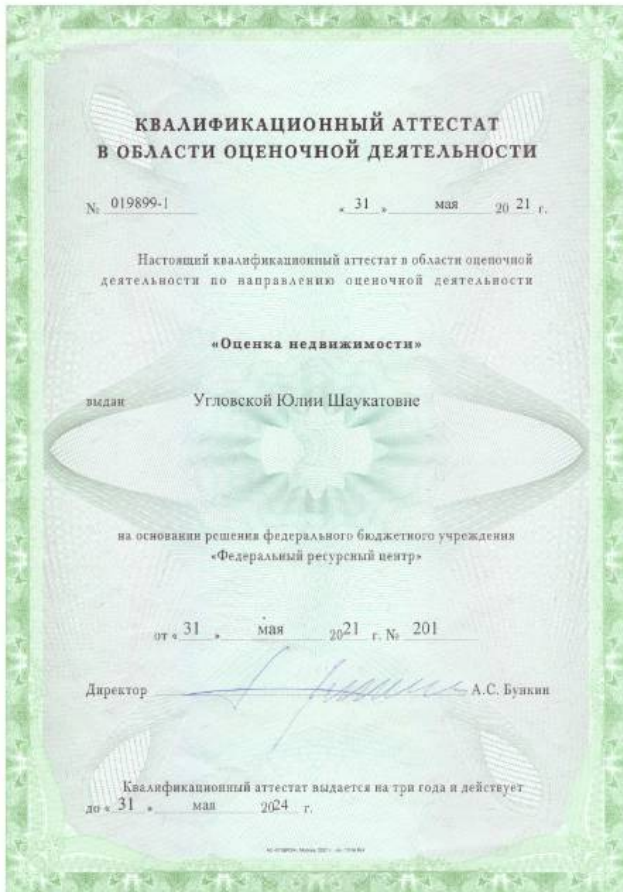 КВАЛИФИКАЦИОННЫЙ АТТЕСТАТ
В ОБЛАСТИ ОЦЕНОЧНОЙ ДЕЯТЕЛЬНОСТИ
№ 019899-1 « 31 » мая 20 21 г.
Настоящий квалификационный аттестат в области оценочной
деятельности по направлению оценочной деятельности
«Оценка недвижимости»
выдан Угловской Юлии Шаукатовне
на основании решения федерального бюджетного учреждения
«Федеральный ресурсный центр»
от « 31 » мая 2021 г. № 201
Директор А.С. Бункин
Квалификационный аттестат выдается на три года и действует
до « 31 » мая 2024 г.